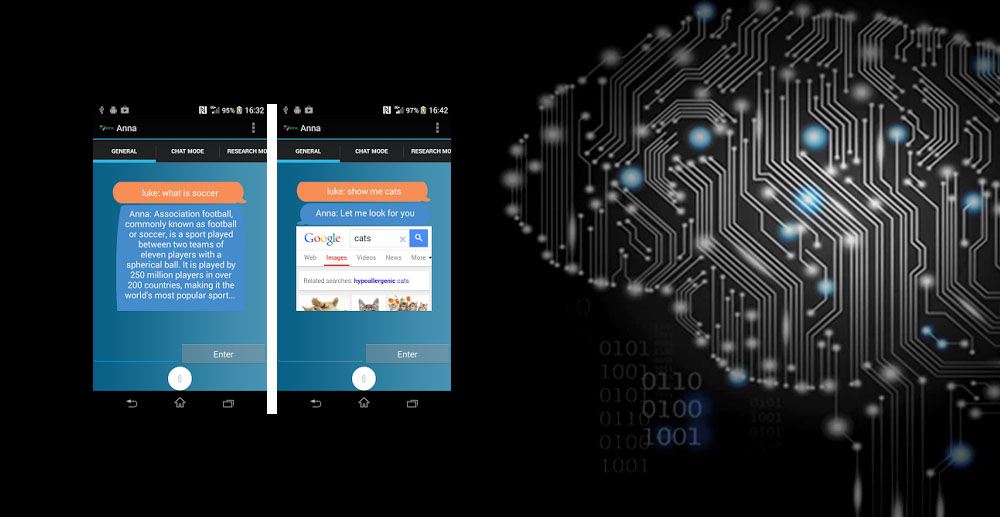 95% 16:32
Anna
GENERAL CHAT MODE RESEARCH MO
luke: what is soccer
Anna: Association football,
commonly known as football
or soccer, is a sport played
between two teams of
eleven players with a
spherical ball. It is played by
250 million players in over
200 countries, making it the
world's most popular sport...
Enter
97% 16:42
Anna
GENERAL CHAT MODE RESEARCH MO
luke: show me cats
Anna: Let me look for you
Google cats
Web Images Videos News More
Related searches: hypoallergenic cats
Enter
0101
1001
0101
0110
0100
1001
0110
0100
1001
0101
1001